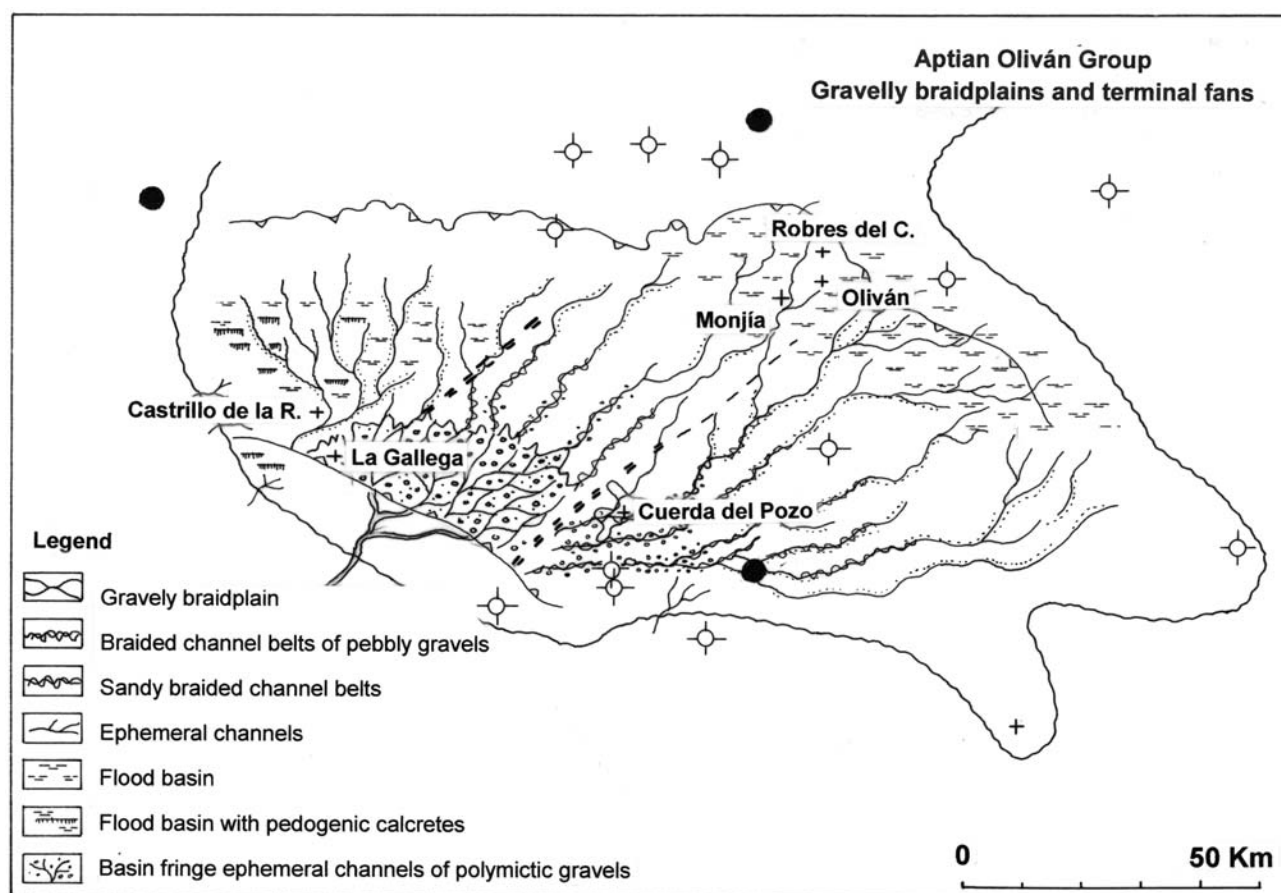 Aptian Oliván Group
Gravelly braidplains and terminal fans
Robres del C.
Oliván
Monjía
Castrillo de la R.
La Gallega
Cuerda del Pozo
Legend
Gravely braidplain
Braided channel belts of pebbly gravels
Sandy braided channel belts
Ephemeral channels
Flood basin
Flood basin with pedogenic calcretes
Basin fringe ephemeral channels of polymictic gravels
0 50 Km